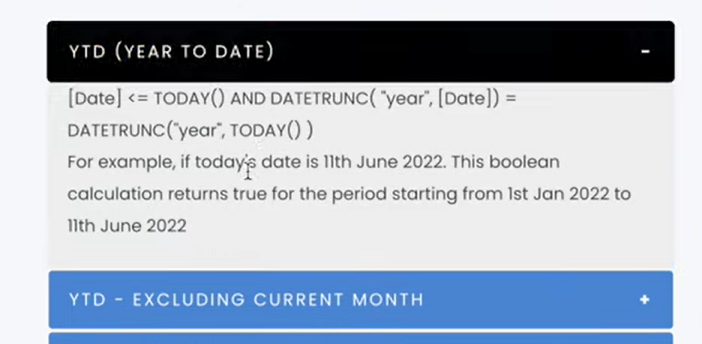 YTD (YEAR TO DATE) -
[Date] <= TODAY() AND DATETRUNC( "year", [Date]) =
DATETRUNC("year", TODAY() )
For example, if today's date is 11th June 2022. This boolean
calculation returns true for the period starting from 1st Jan 2022 to
11th June 2022
YTD - EXCLUDING CURRENT MONTH +